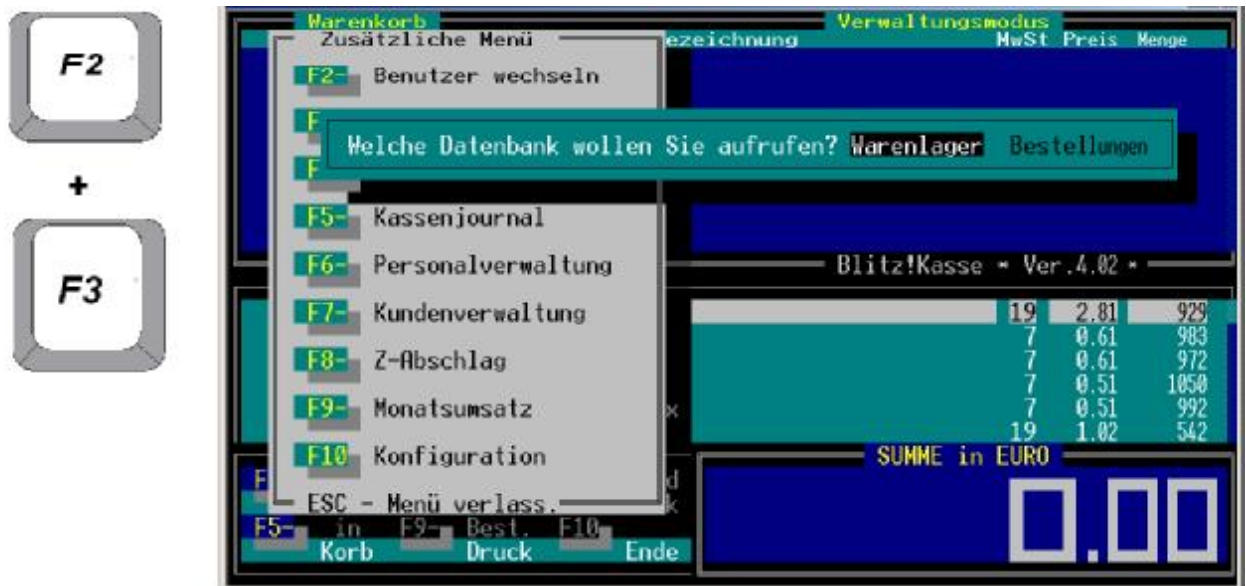 F2
+
F3
Warenkorb Verwaltungsmodus
Zusätzliche Menü ezeichnung MwSt Preis Menge
F2- Benutzer wechseln
F
Welche Datenbank wollen Sie aufrufen? Warenlager Bestellungen
F
F5- Kassenjournal
F6- Personalverwaltung
Blitz!Kasse * Ver.4.02 *
F7- Kundenverwaltung
19 2.81 929
7 0.61 983
F8- Z-Abschlag
7 0.61 972
7 0.51 1050
F9- Monatsumsatz x
7 0.51 992
19 1.02 542
F10 Konfiguration
SUMME in EURO
F d
ESC - Menü verlass. k
F5- in F9- Best. F10
Korb Druck Ende
0.00